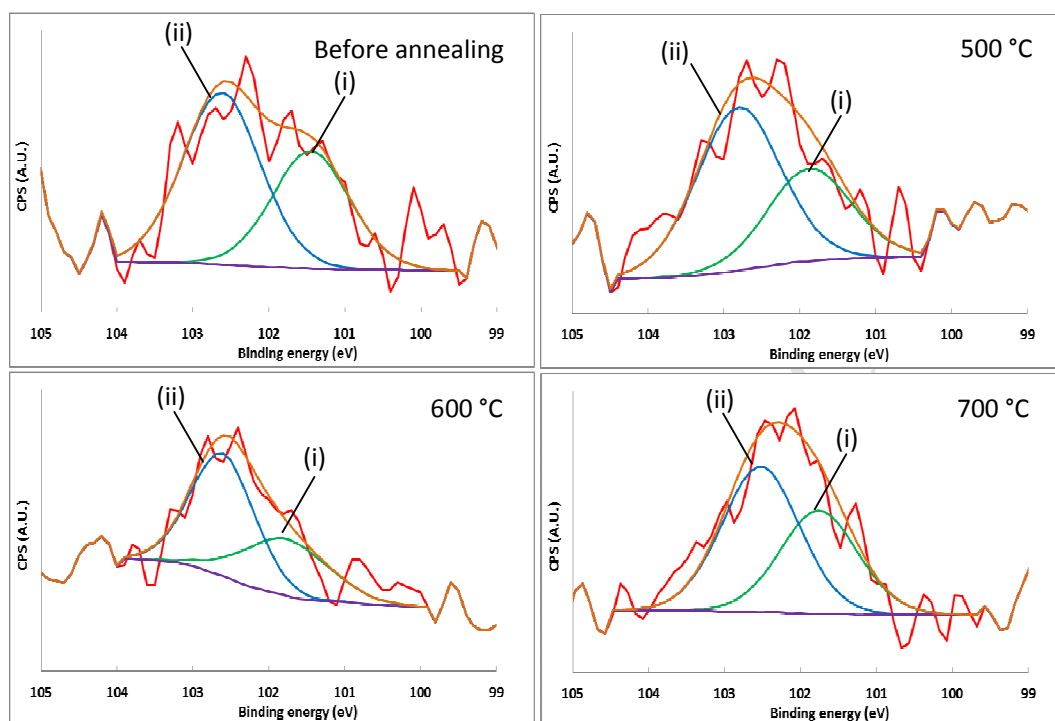 Before annealing
(ii)
(i)
CPS (A.U.)
105 104 103 102 101 100 99
Binding energy (eV)
500 °C
(ii)
(i)
CPS (A.U.)
105 104 103 102 101 100 99
Binding energy (eV)
600 °C
(ii)
(i)
CPS (A.U.)
105 104 103 102 101 100 99
Binding energy (eV)
700 °C
(ii)
(i)
CPS (A.U.)
105 104 103 102 101 100 99
Binding energy (eV)